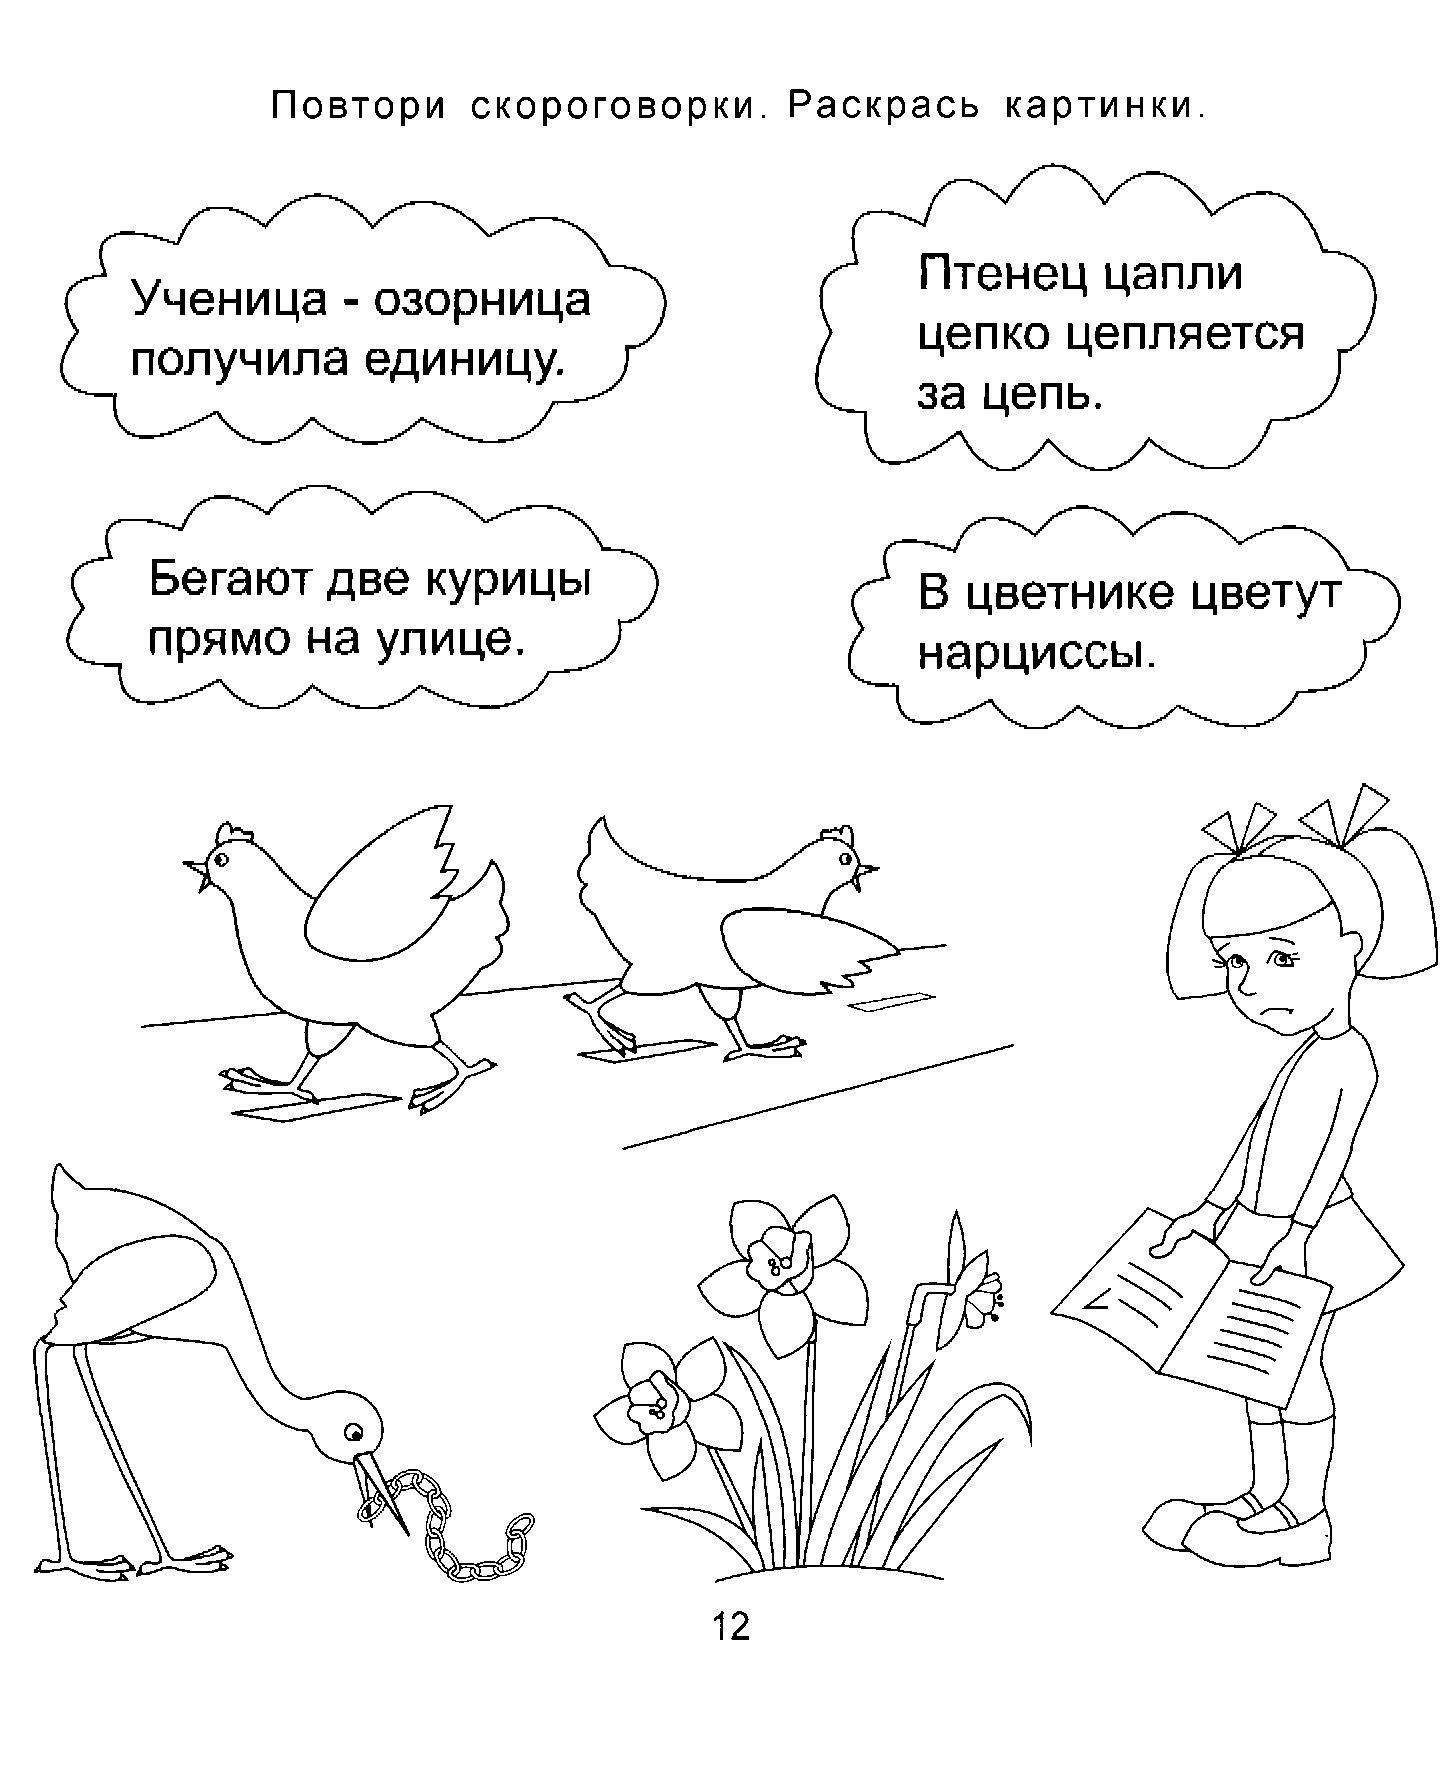 Повтори скороговорки. Раскрась картинки.
Ученица - озорница
получила единицу.
Птенец цапли
цепко цепляется
за цепь.
Бегают две курицы
прямо на улице.
В цветнике цветут
нарциссы.
12